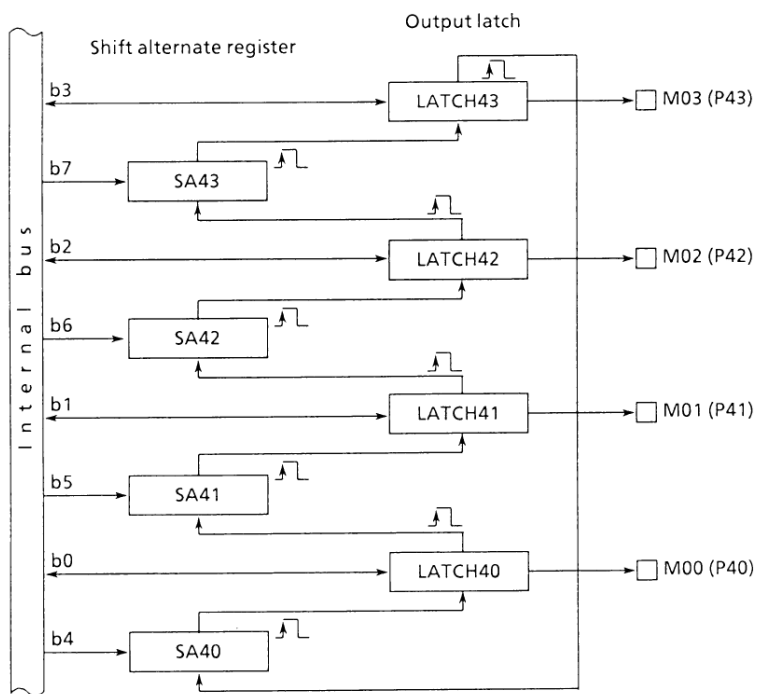 Output latch
Shift alternate register
b3
LATCH43
M03 (P43)
b7
SA43
b2
LATCH42
M02 (P42)
b6
SA42
b1
LATCH41
M01 (P41)
b5
SA41
b0
LATCH40
M00 (P40)
b4
SA40
Internal bus